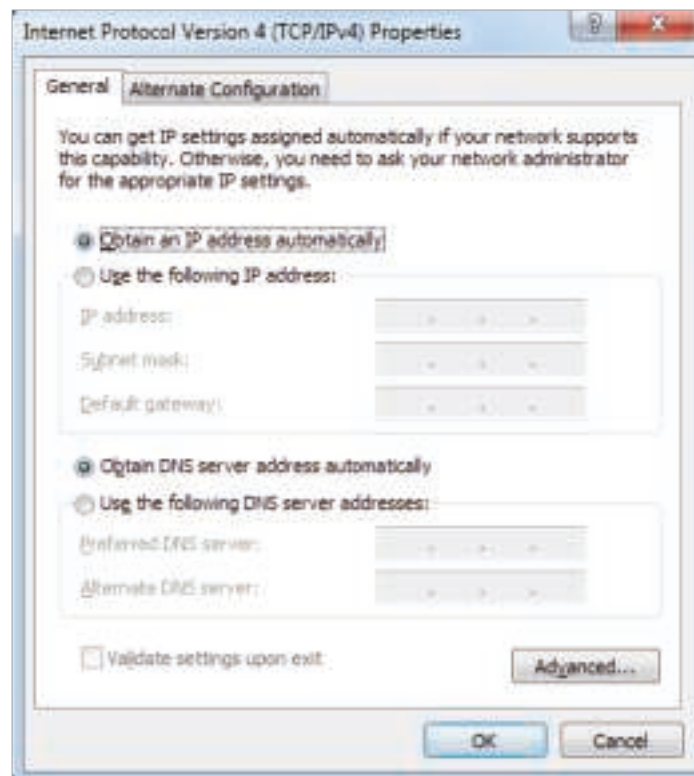 Internet Protocol Version 4 (TCP/IPv4) Properties
?
General
Alternate Configuration
You can get IP settings assigned automatically if your network supports
this capability. Otherwise, you need to ask your network administrator
for the appropriate IP settings.
Obtain an IP address automatically
Use the following IP address:
IP address:
Subnet mask:
Default gateway:
Obtain DNS server address automatically
Use the following DNS server addresses:
Preferred DNS server:
Alternate DNS server:
Validate settings upon exit
Advanced...
OK
Cancel